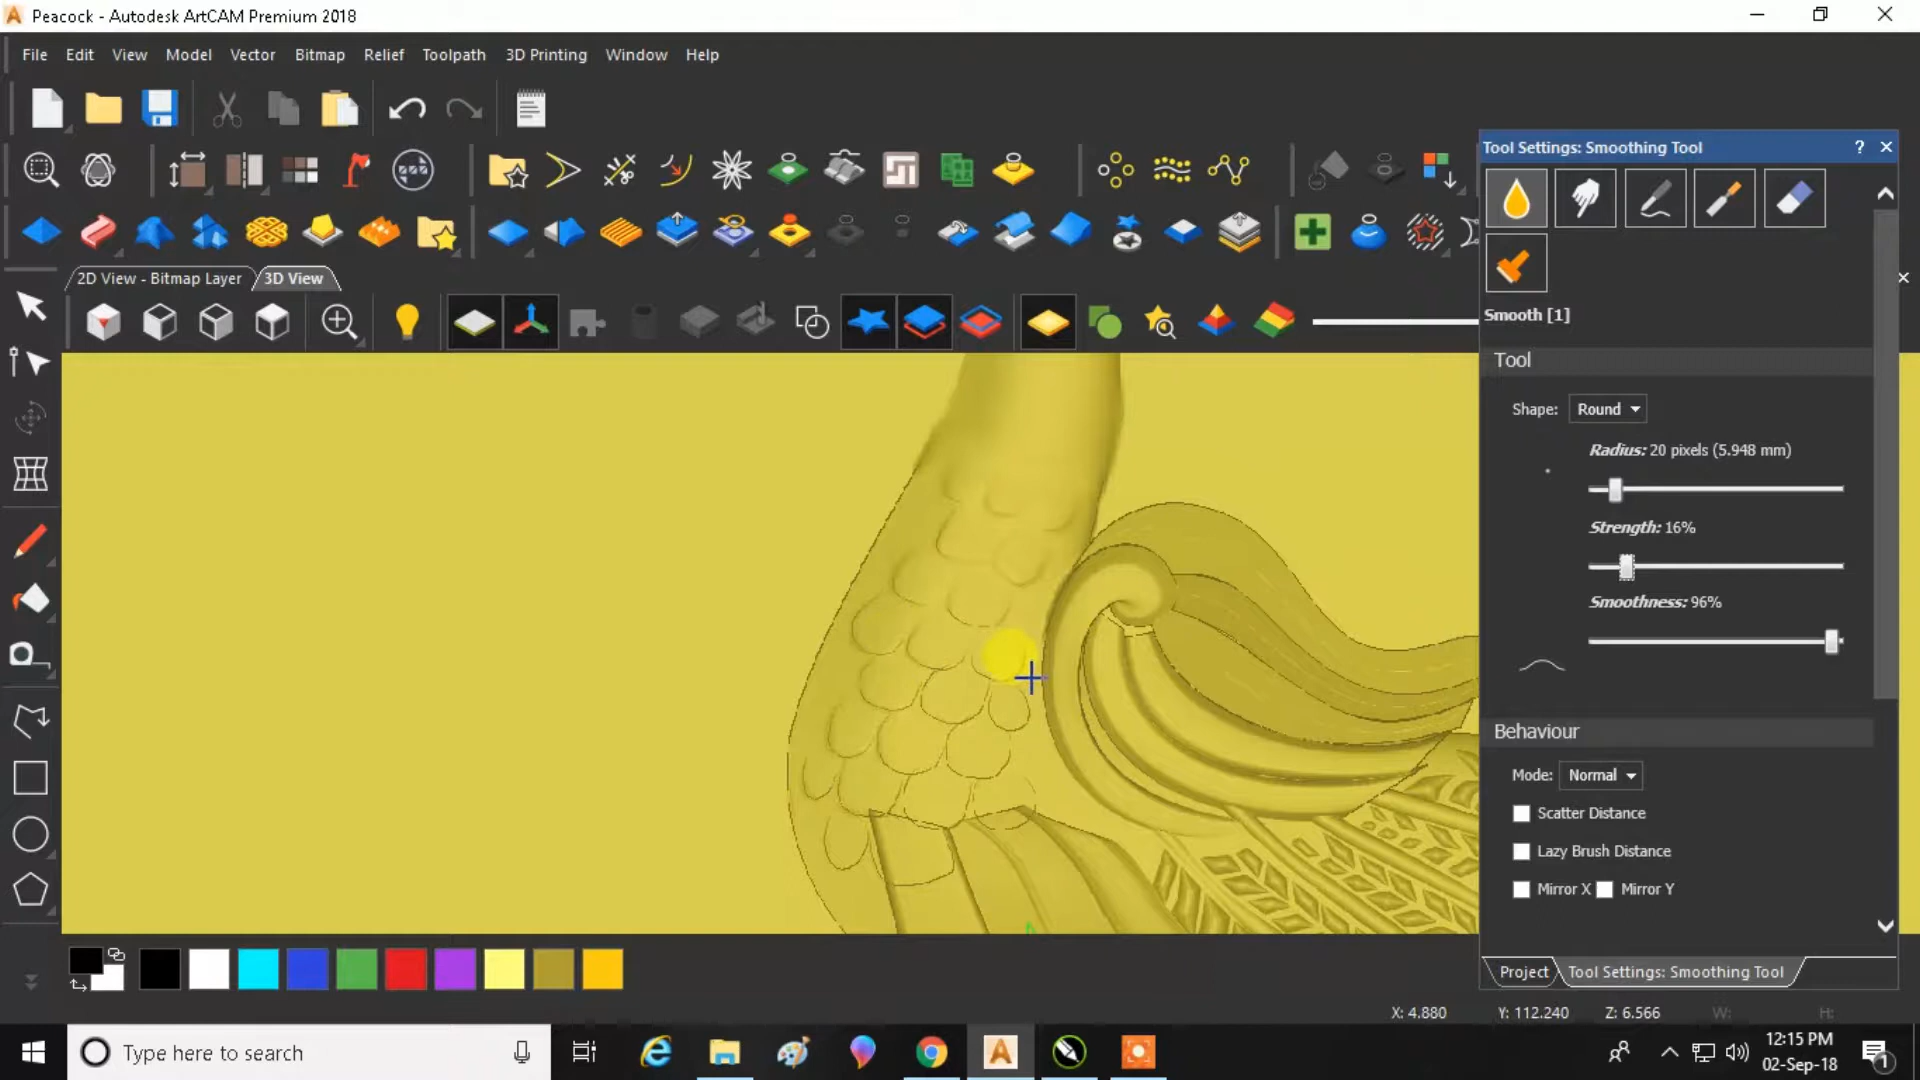 Peacock - Autodesk ArtCAM Premium 2018
File Edit View Model Vector Bitmap Relief Toolpath 3D Printing Window Help
Tool Settings: Smoothing Tool ?
2D View - Bitmap Layer 3D View
Smooth [1]
Tool
Shape: Round
Radius: 20 pixels (5.948 mm)
Strength: 16%
Smoothness: 96%
Behaviour
Mode: Normal
Scatter Distance
Lazy Brush Distance
Mirror X Mirror Y
Project Tool Settings: Smoothing Tool
X: 4.880 Y: 112.240 Z: 6.566 W: H:
Type here to search
12:15 PM
02-Sep-18
1